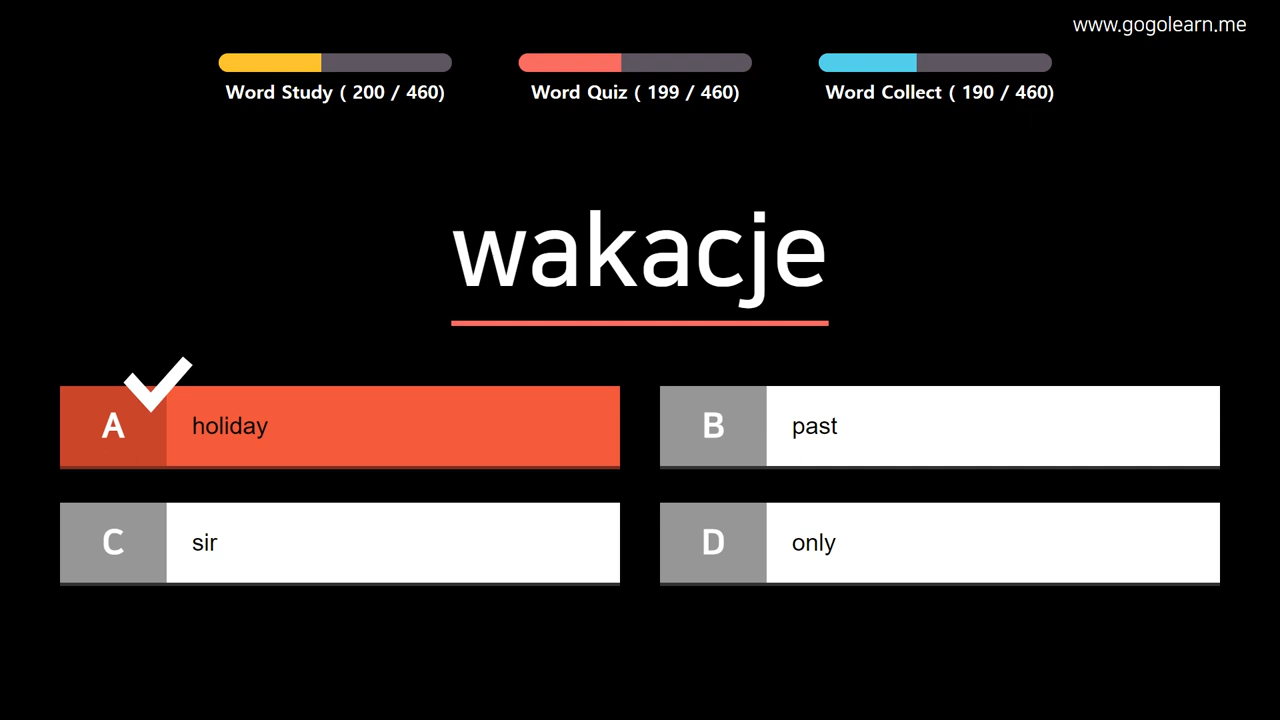 www.gogolearn.me
Word Study ( 200 / 460)
Word Quiz ( 199 / 460)
Word Collect ( 190 / 460)
wakacje
A holiday
B past
C sir
D only